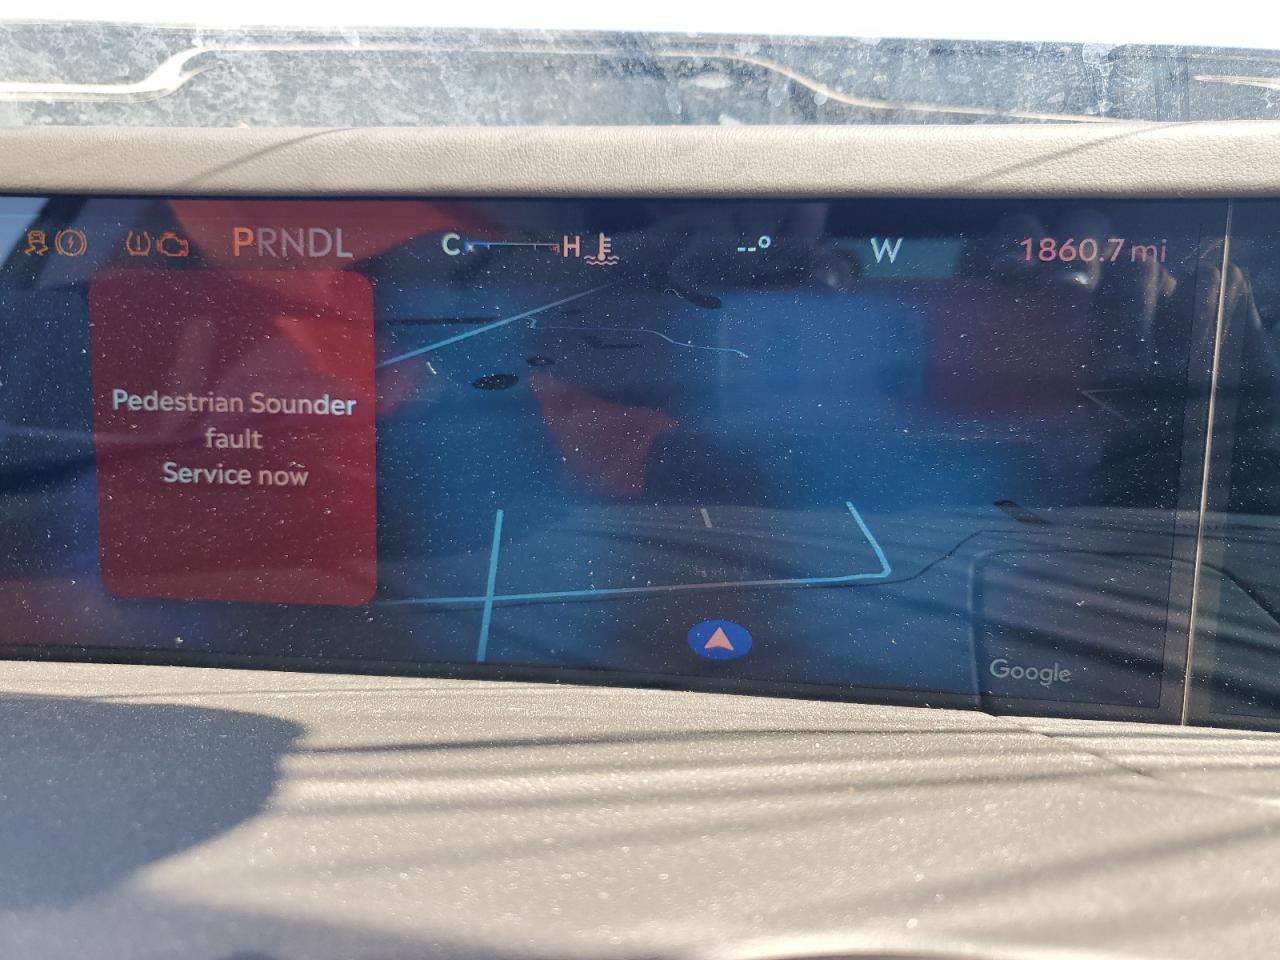 PRNDL C H --° W 1860.7 mi
Pedestrian Sounder
fault
Service now
Google